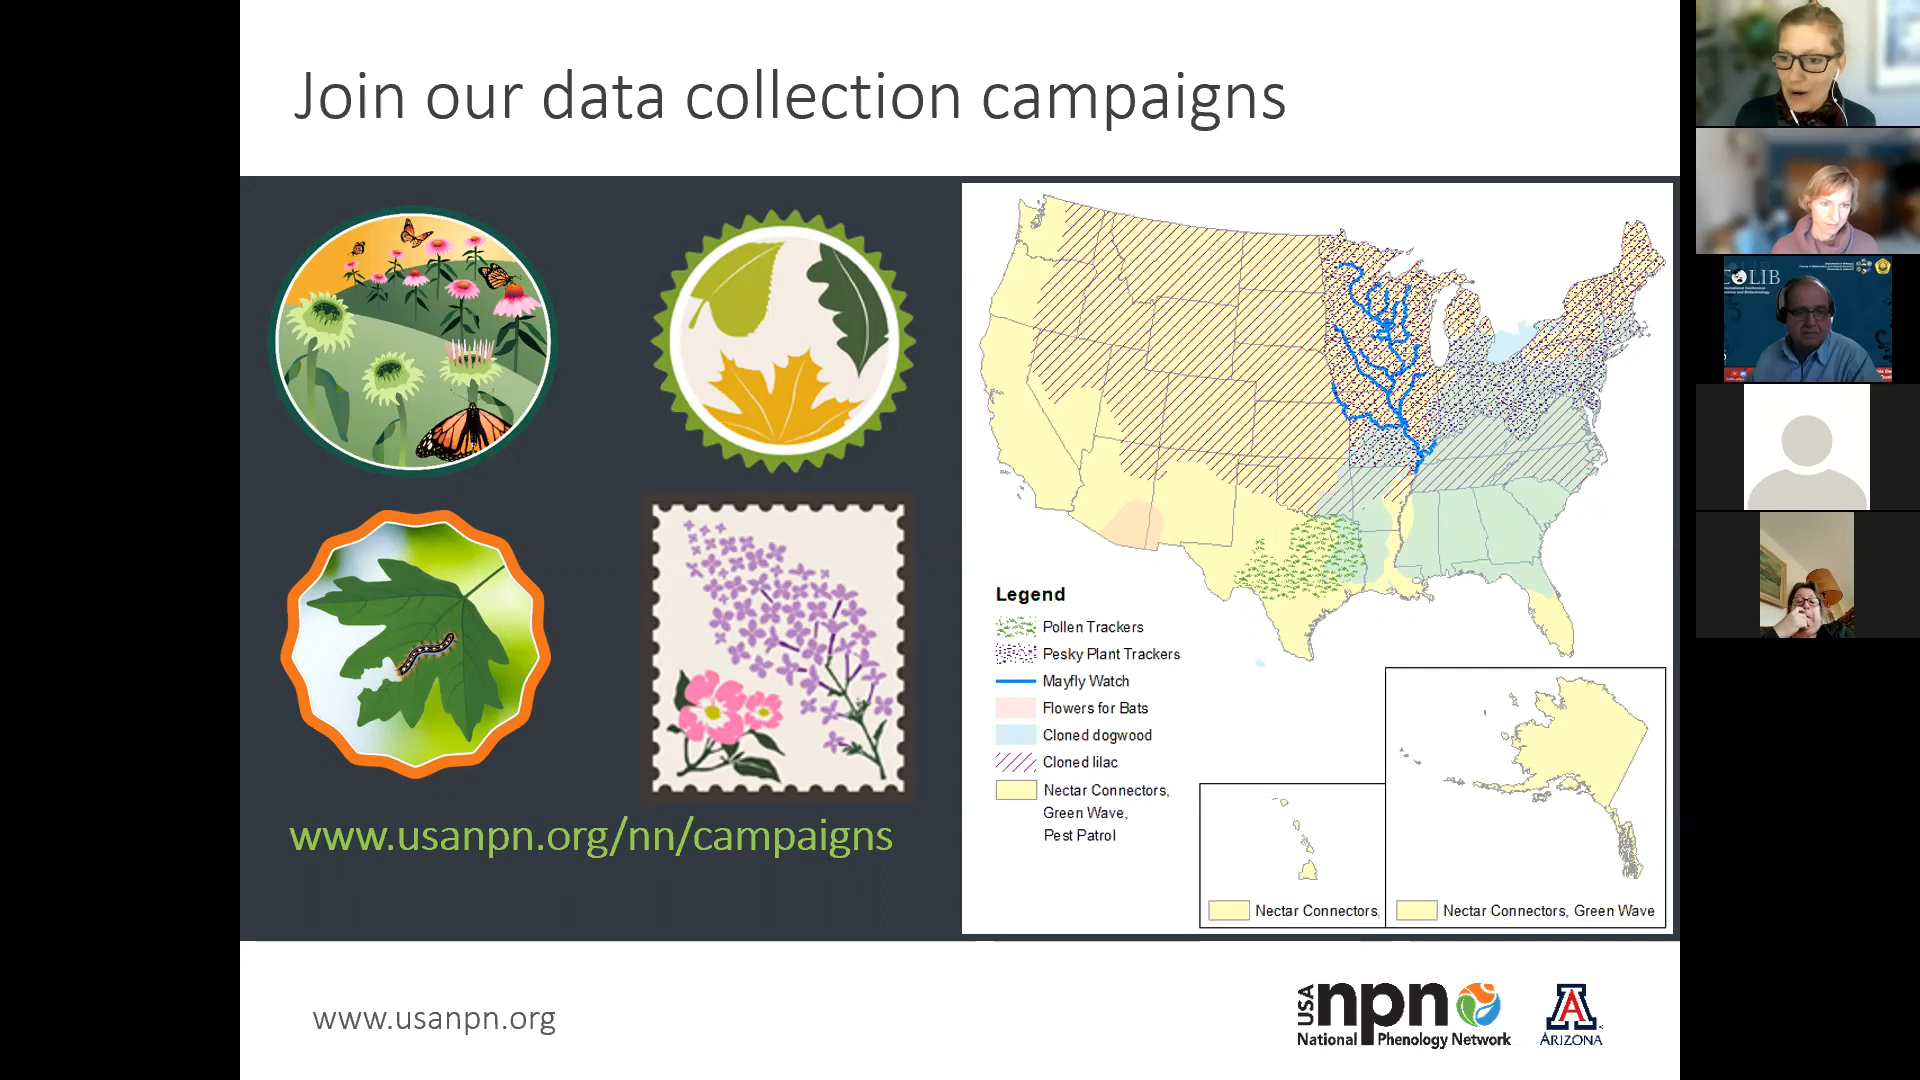 Join our data collection campaigns
www.usanpn.org/nn/campaigns
Legend
Pollen Trackers
Pesky Plant Trackers
Mayfly Watch
Flowers for Bats
Cloned dogwood
Cloned lilac
Nectar Connectors,
Green Wave,
Pest Patrol
Nectar Connectors,
Nectar Connectors, Green Wave
www.usanpn.org
USA npn
National Phenology Network
A
ARIZONA
OLIB